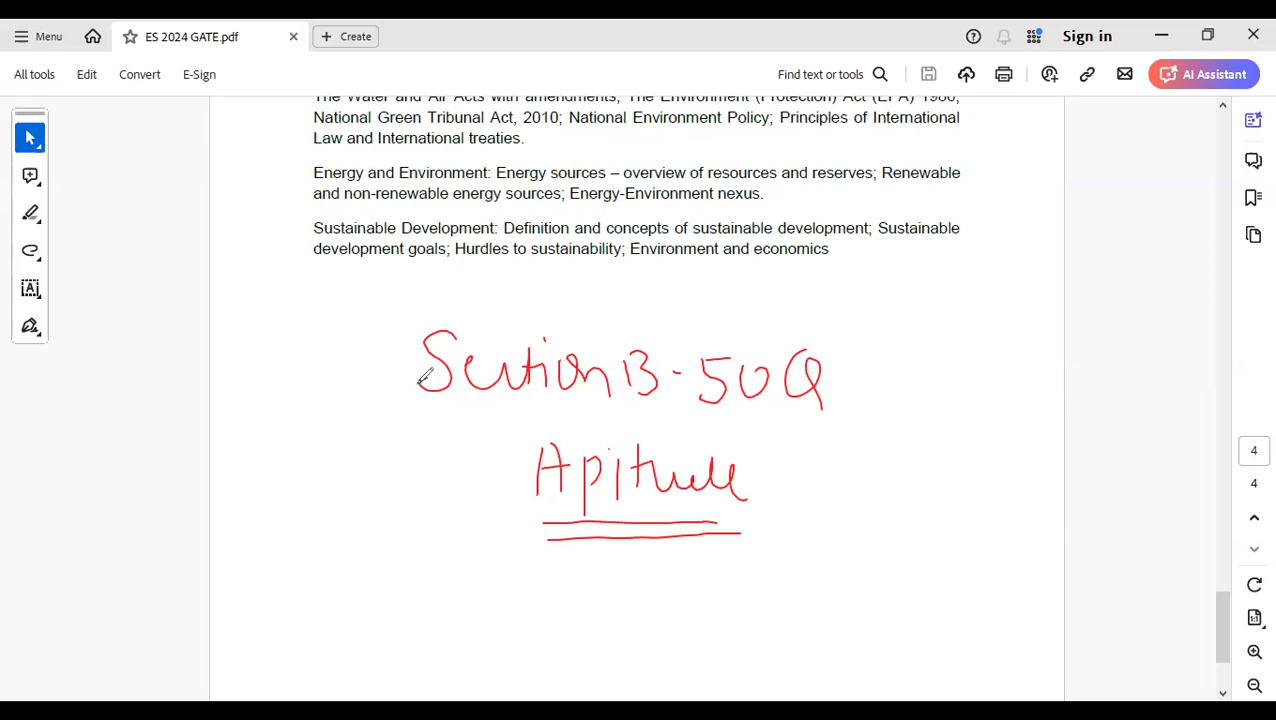 ES 2024 GATE.pdf
Menu
Create
Sign in
All tools
Edit
Convert
E-Sign
Find text or tools
AI Assistant
The Water and Air Acts with amendments; The Environment (Protection) Act (EPA) 1986;
National Green Tribunal Act, 2010; National Environment Policy; Principles of International
Law and International treaties.
Energy and Environment: Energy sources – overview of resources and reserves; Renewable
and non-renewable energy sources; Energy-Environment nexus.
Sustainable Development: Definition and concepts of sustainable development; Sustainable
development goals; Hurdles to sustainability; Environment and economics
Section B - 50 Q
Apitude
4
4